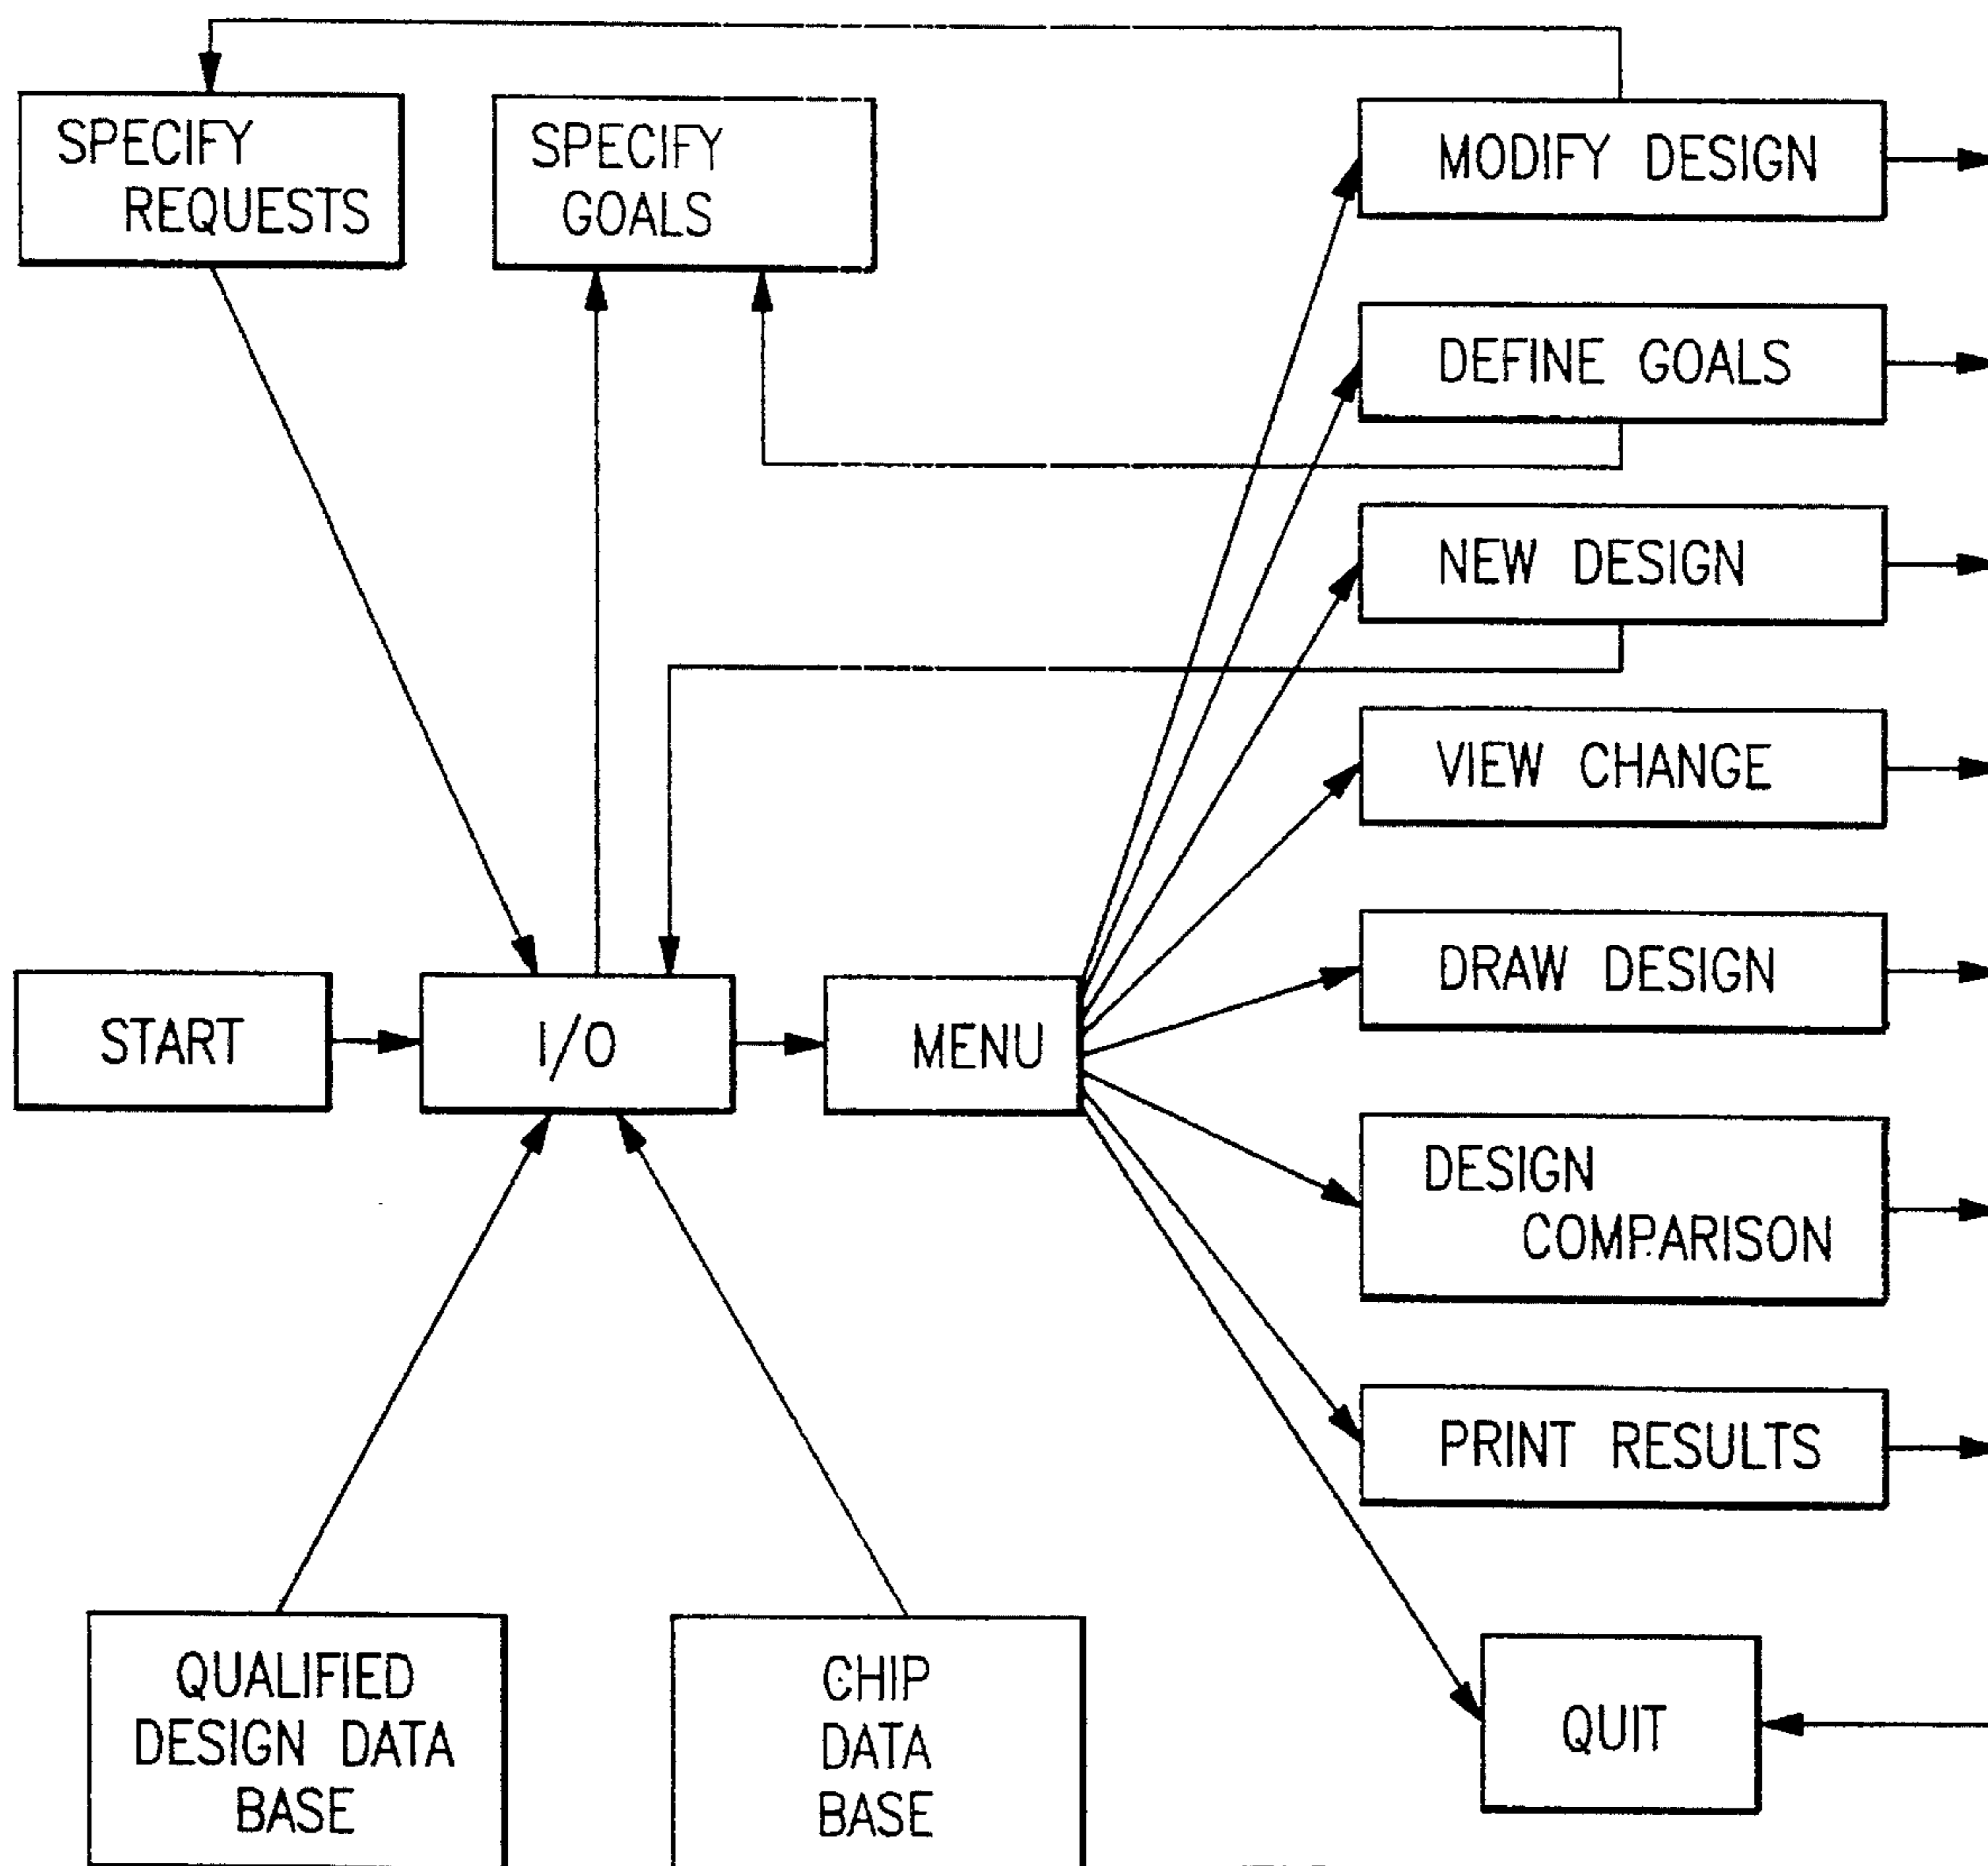 SPECIFY
REQUESTS
SPECIFY
GOALS
MODIFY DESIGN
DEFINE GOALS
NEW DESIGN
VIEW CHANGE
DRAW DESIGN
START
I/O
MENU
DESIGN
COMPARISON
PRINT RESULTS
QUALIFIED
DESIGN DATA
BASE
CHIP
DATA
BASE
QUIT